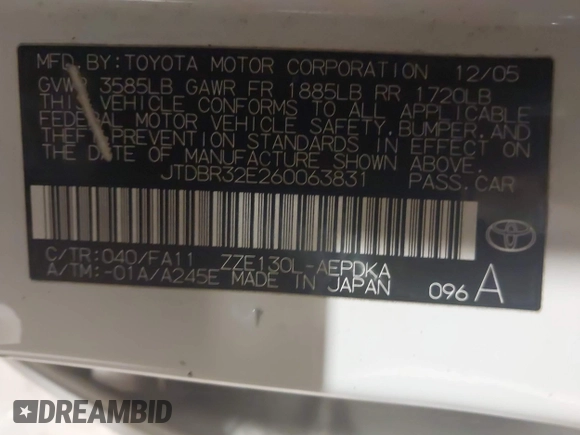 MFD. BY: TOYOTA MOTOR CORPORATION 12/05
GVWR 3585LB GAWR FR 1885LB RR 1720LB
THIS VEHICLE CONFORMS TO ALL APPLICABLE
FEDERAL MOTOR VEHICLE SAFETY, BUMPER, AND
THEFT PREVENTION STANDARDS IN EFFECT ON
THE DATE OF MANUFACTURE SHOWN ABOVE.
JTDBR32E260063831 PASS. CAR
C/TR: 040/FA11 ZZE130L-AEPDKA
A/TM: -01A/A245E MADE IN JAPAN
096 A
TOYOTA
DREAMBID